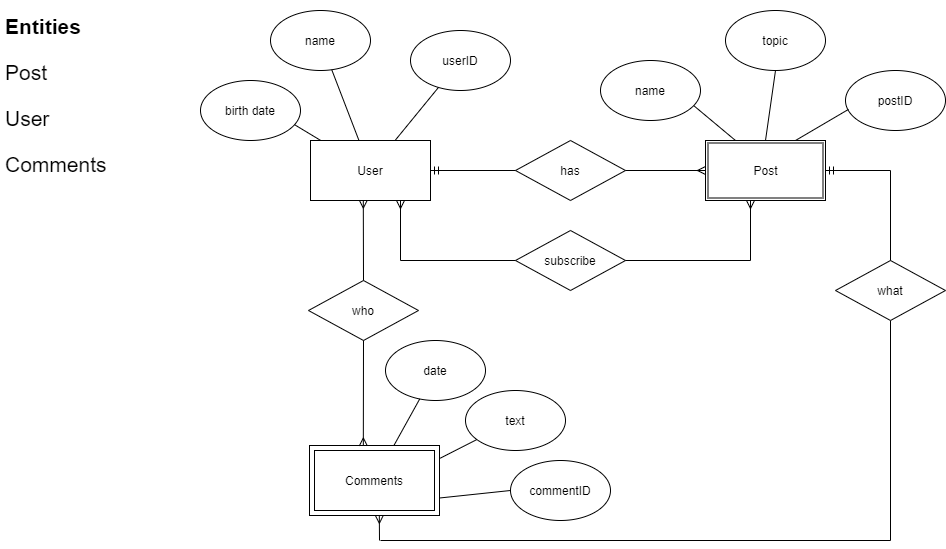 Entities
Post
User
Comments
name
userID
birth date
topic
name
postID
User
has
Post
subscribe
who
what
date
text
Comments
commentID